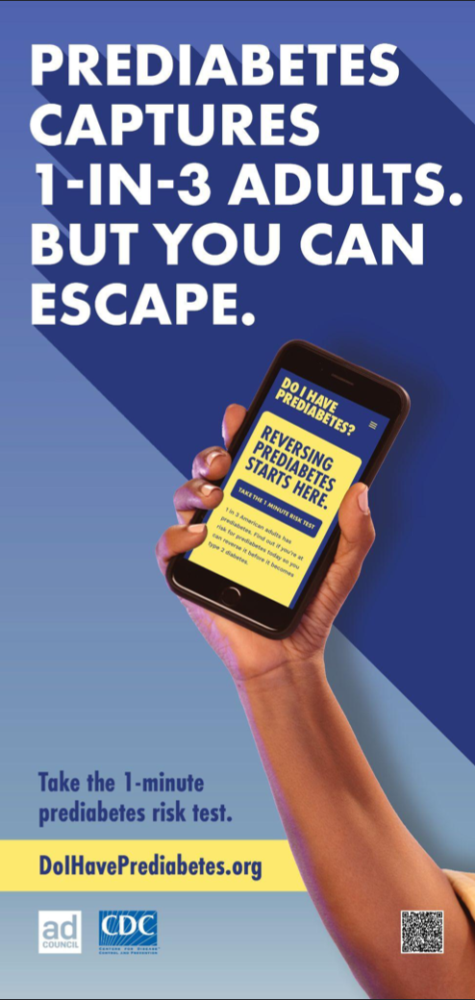 PREDIABETES
CAPTURES
1-IN-3 ADULTS.
BUT YOU CAN
ESCAPE.
DO I HAVE
PREDIABETES?
REVERSING
PREDIABETES
STARTS HERE.
TAKE THE 1 MINUTE RISK TEST
1 in 3 American adults has
prediabetes. Find out if you're at
risk for prediabetes today so you
can reverse it before it becomes
type 2 diabetes.
Take the 1-minute
prediabetes risk test.
DoIHavePrediabetes.org
ad
COUNCIL
CDC
CENTERS FOR DISEASE
CONTROL AND PREVENTION